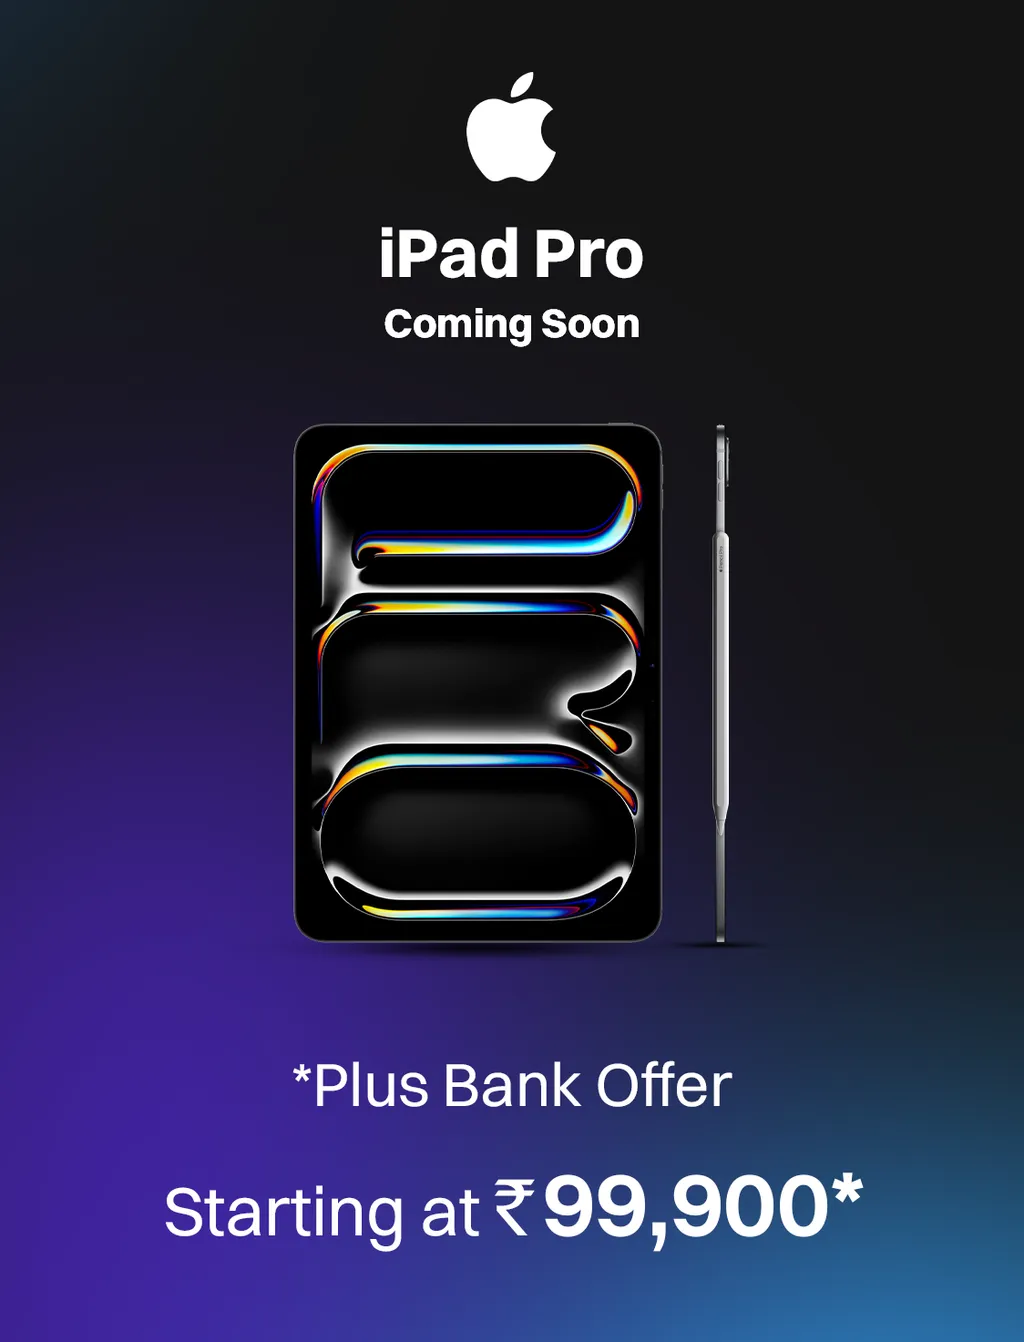 iPad Pro
Coming Soon
*Plus Bank Offer
Starting at ₹99,900*